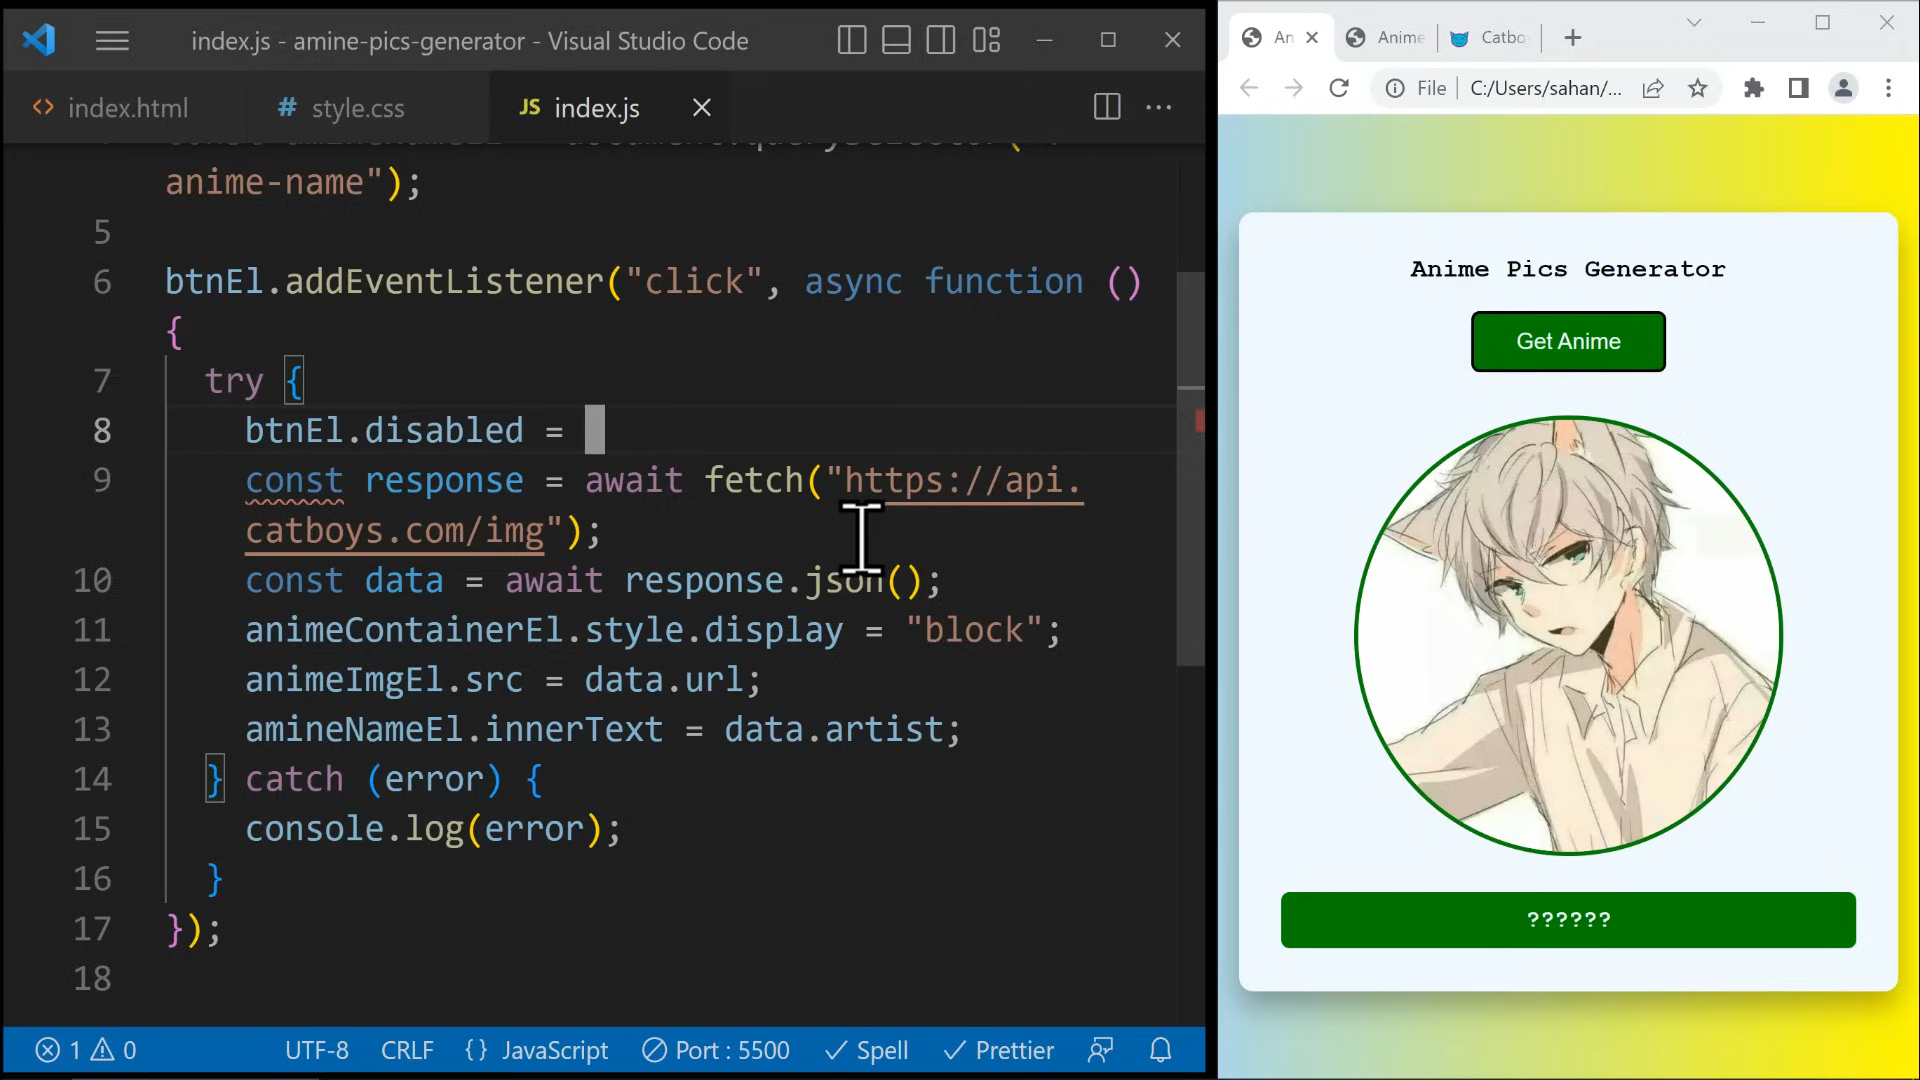 index.js - amine-pics-generator - Visual Studio Code
index.html
style.css
JS index.js
anime-name");
5
6 btnEl.addEventListener("click", async function ()
{
7 try {
8 btnEl.disabled =
9 const response = await fetch("https://api.
catboys.com/img");
10 const data = await response.json();
11 animeContainerEl.style.display = "block";
12 animeImgEl.src = data.url;
13 amineNameEl.innerText = data.artist;
14 } catch (error) {
15 console.log(error);
16 }
17 });
18
1 0 UTF-8 CRLF {} JavaScript Port : 5500 Spell Prettier
An
Anime
Catbo
File C:/Users/sahan/...
Anime Pics Generator
Get Anime
??????